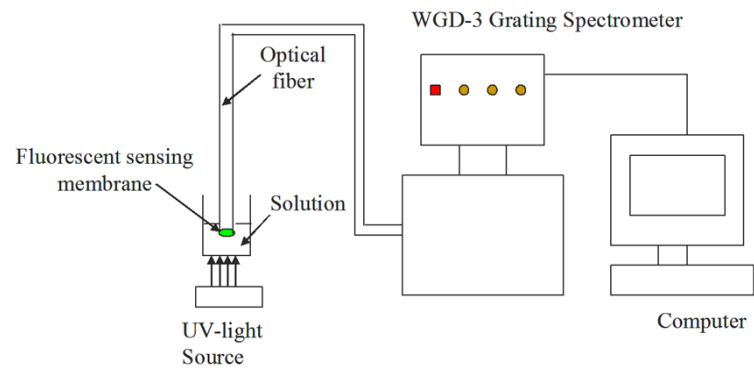 WGD-3 Grating Spectrometer
Optical
fiber
Fluorescent sensing
membrane
Solution
UV-light
Source
Computer